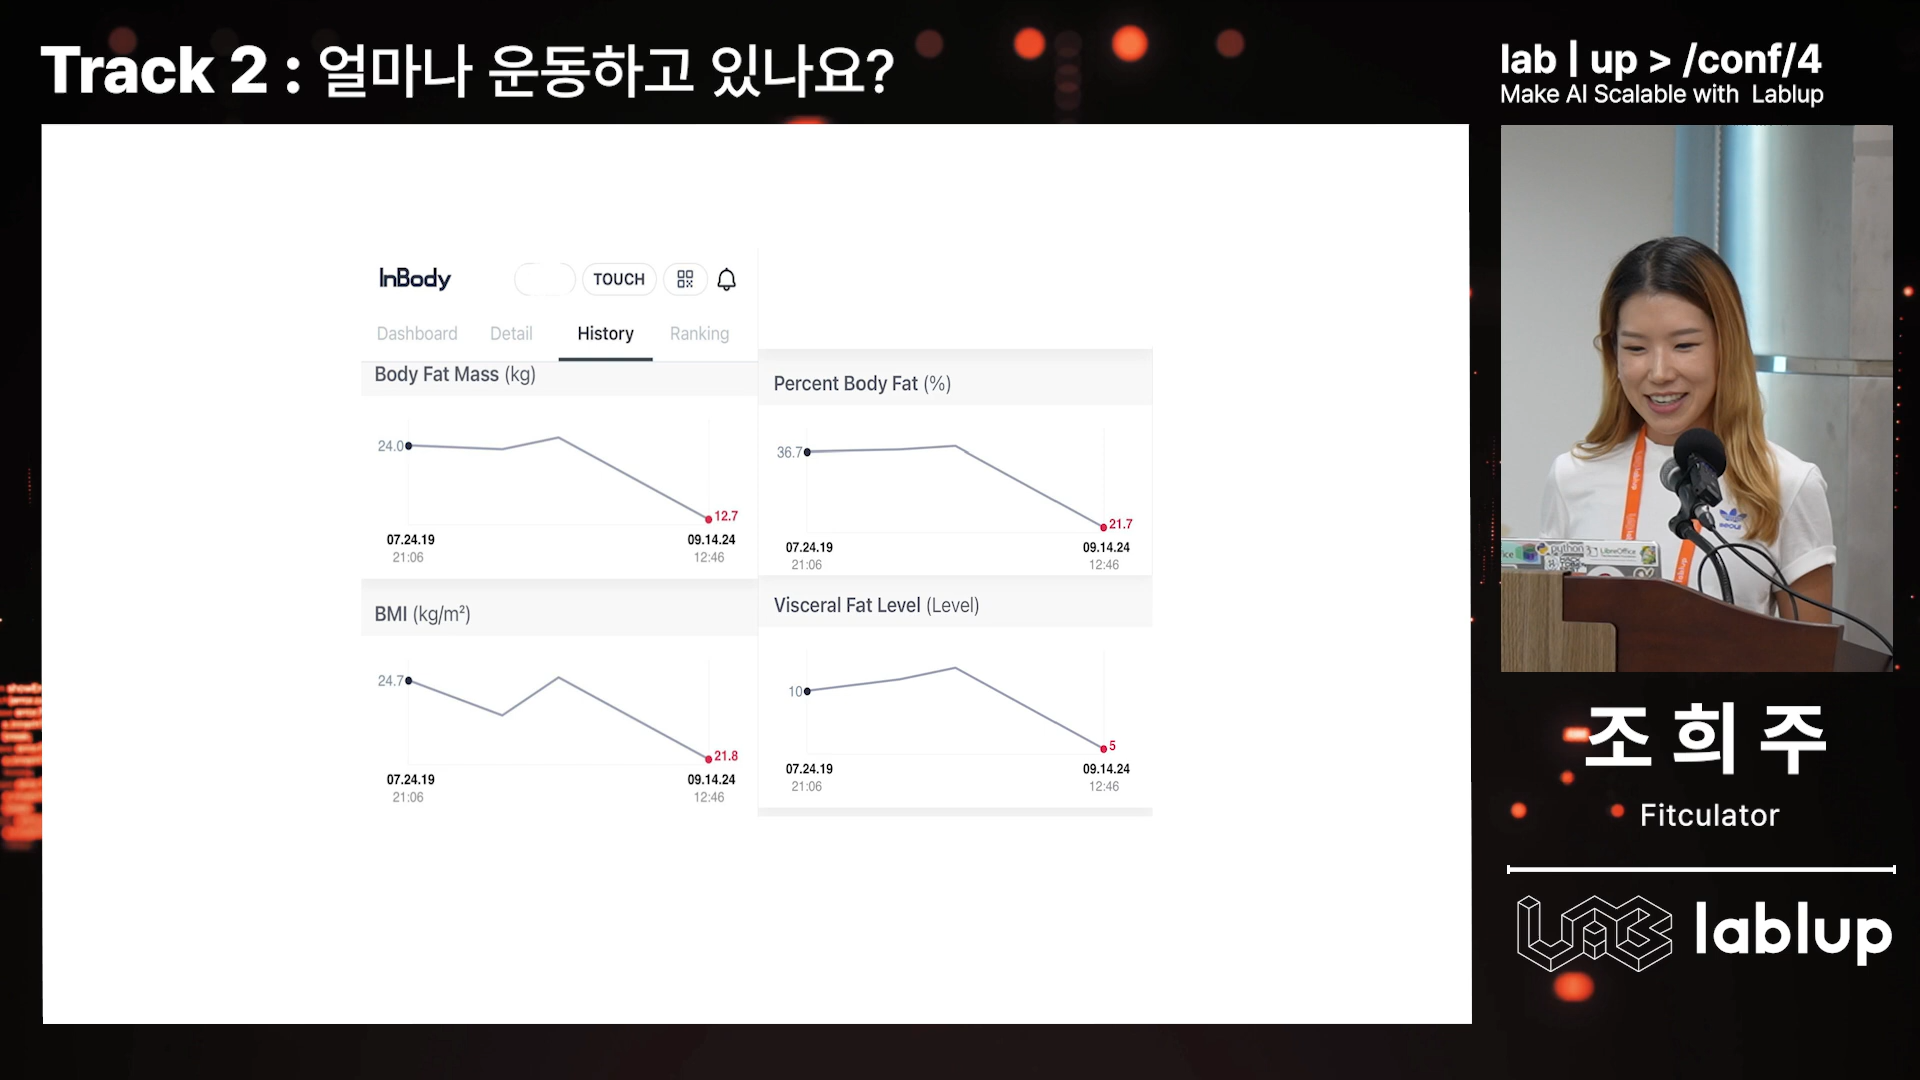 Track 2 : 얼마나 운동하고 있나요?
lab | up > /conf/4
Make AI Scalable with Lablup
InBody
TOUCH
Dashboard Detail History Ranking
Body Fat Mass (kg)
24.0
12.7
07.24.19 09.14.24
21:06 12:46
Percent Body Fat (%)
36.7
21.7
07.24.19 09.14.24
21:06 12:46
BMI (kg/m²)
24.7
21.8
07.24.19 09.14.24
21:06 12:46
Visceral Fat Level (Level)
10
5
07.24.19 09.14.24
21:06 12:46
python
LibreOffice
lablup
조희주
Fitculator
lablup